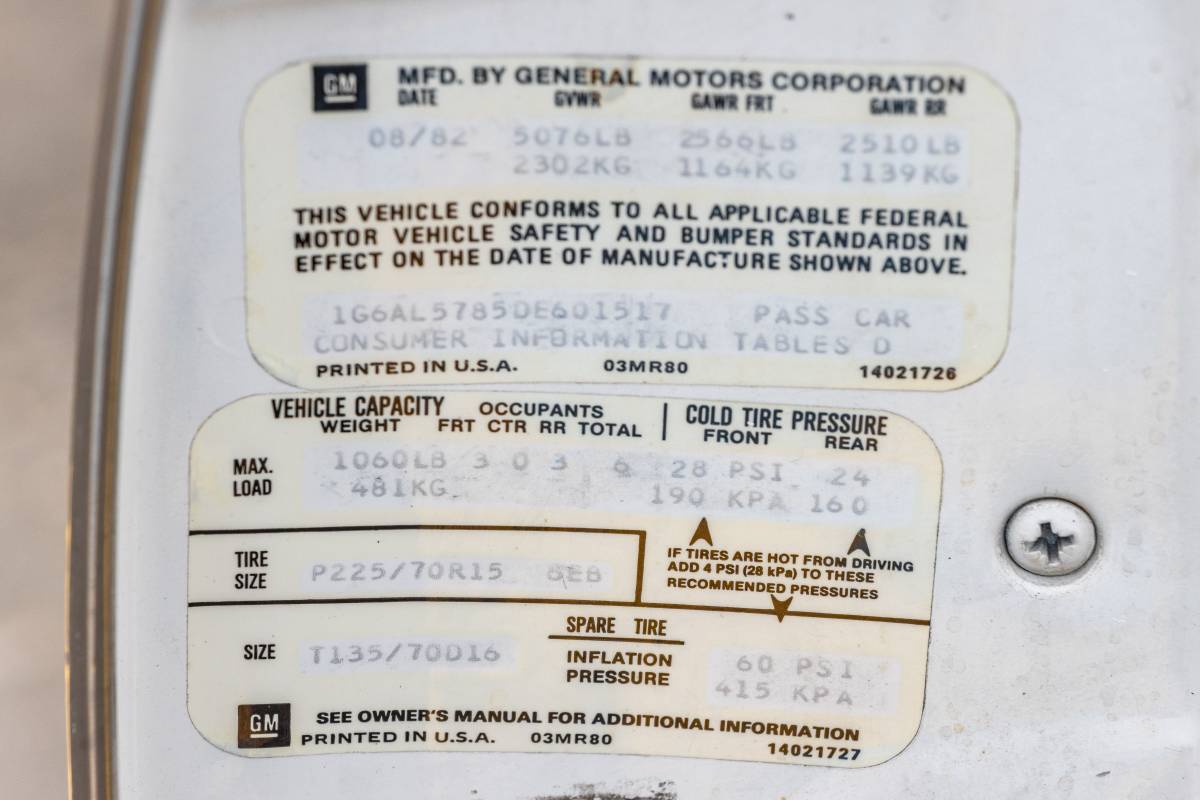 GM MFD. BY GENERAL MOTORS CORPORATION
DATE GVWR GAWR FRT GAWR RR
08/82 5076LB 2566LB 2510LB
2302KG 1164KG 1139KG
THIS VEHICLE CONFORMS TO ALL APPLICABLE FEDERAL
MOTOR VEHICLE SAFETY AND BUMPER STANDARDS IN
EFFECT ON THE DATE OF MANUFACTURE SHOWN ABOVE.
1G6AL5785DE601517 PASS CAR
CONSUMER INFORMATION TABLES D
PRINTED IN U.S.A. 03MR80 14021726
VEHICLE CAPACITY OCCUPANTS COLD TIRE PRESSURE
WEIGHT FRT CTR RR TOTAL FRONT REAR
MAX. LOAD 1060LB 3 0 3 6 28 PSI 24
481KG 190 KPA 160
IF TIRES ARE HOT FROM DRIVING
ADD 4 PSI (28 kPa) TO THESE
RECOMMENDED PRESSURES
TIRE SIZE P225/70R15
SPARE TIRE
SIZE T135/70D16 INFLATION PRESSURE 60 PSI
415 KPA
GM SEE OWNER'S MANUAL FOR ADDITIONAL INFORMATION
PRINTED IN U.S.A. 03MR80 14021727